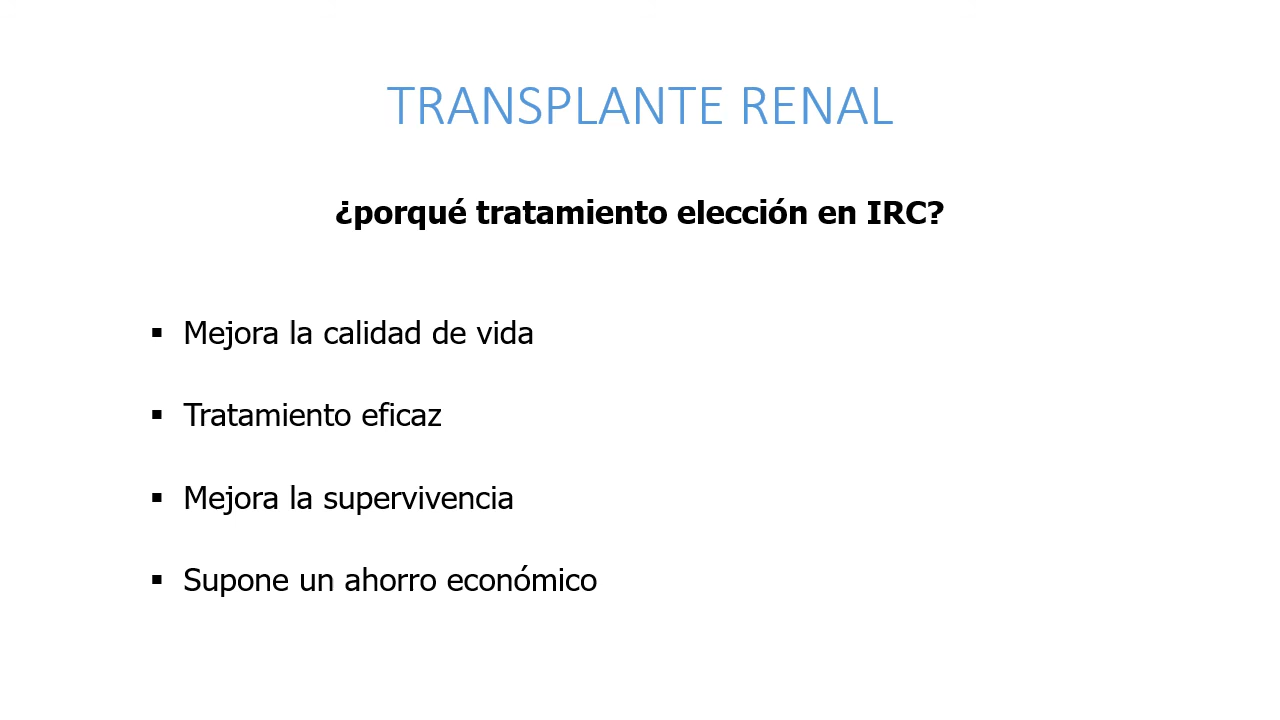 TRANSPLANTE RENAL
¿porqué tratamiento elección en IRC?
▪ Mejora la calidad de vida
▪ Tratamiento eficaz
▪ Mejora la supervivencia
▪ Supone un ahorro económico